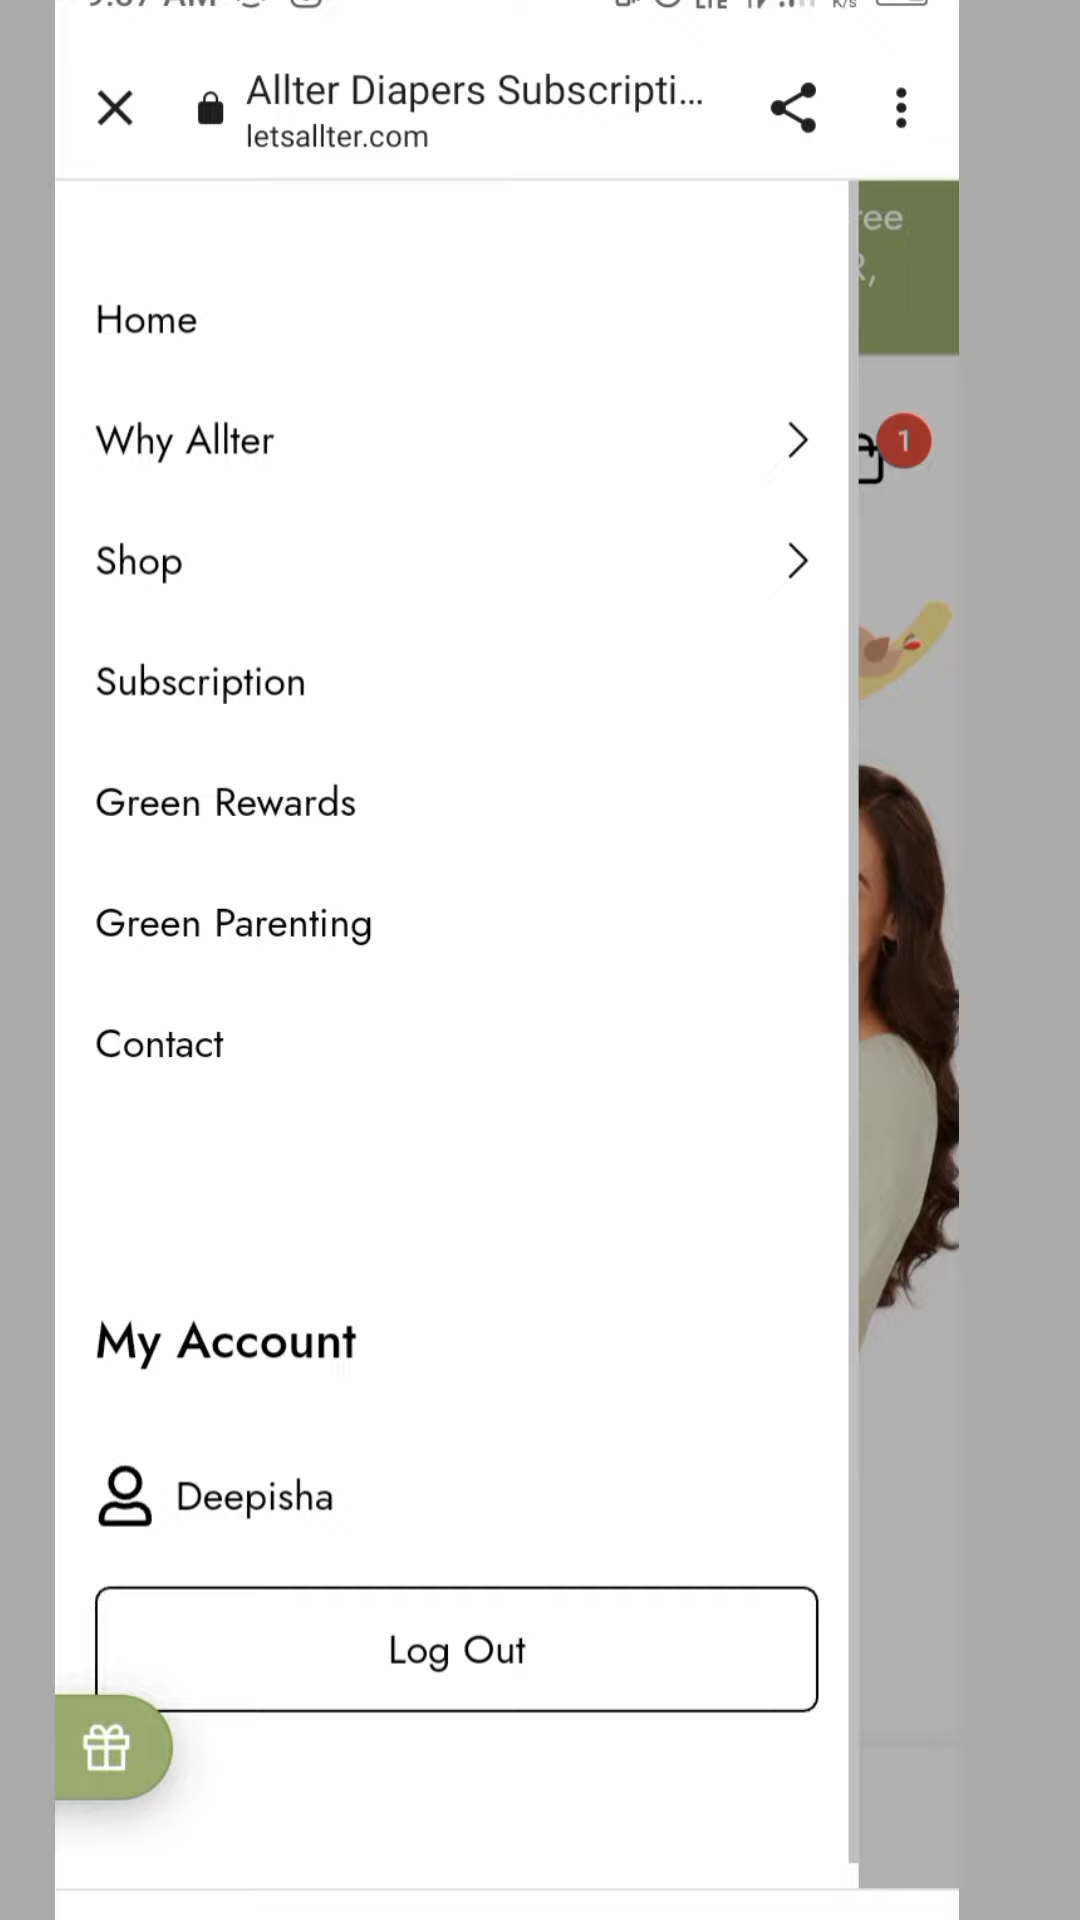 Allter Diapers Subscripti...
letsallter.com
ree
Home
Why Allter
1
Shop
Subscription
Green Rewards
Green Parenting
Contact
My Account
Deepisha
Log Out